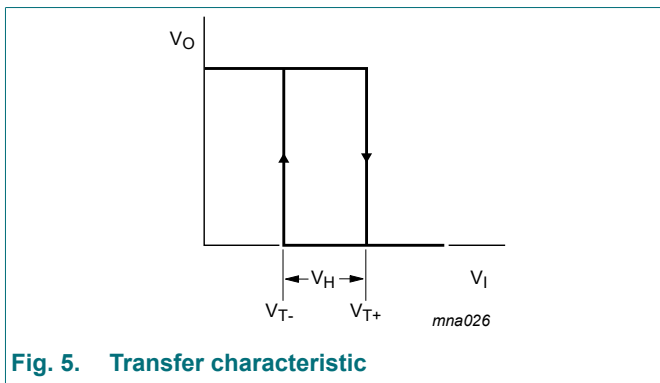 VO
VH
VI
VT-
VT+
mna026
Fig. 5. Transfer characteristic